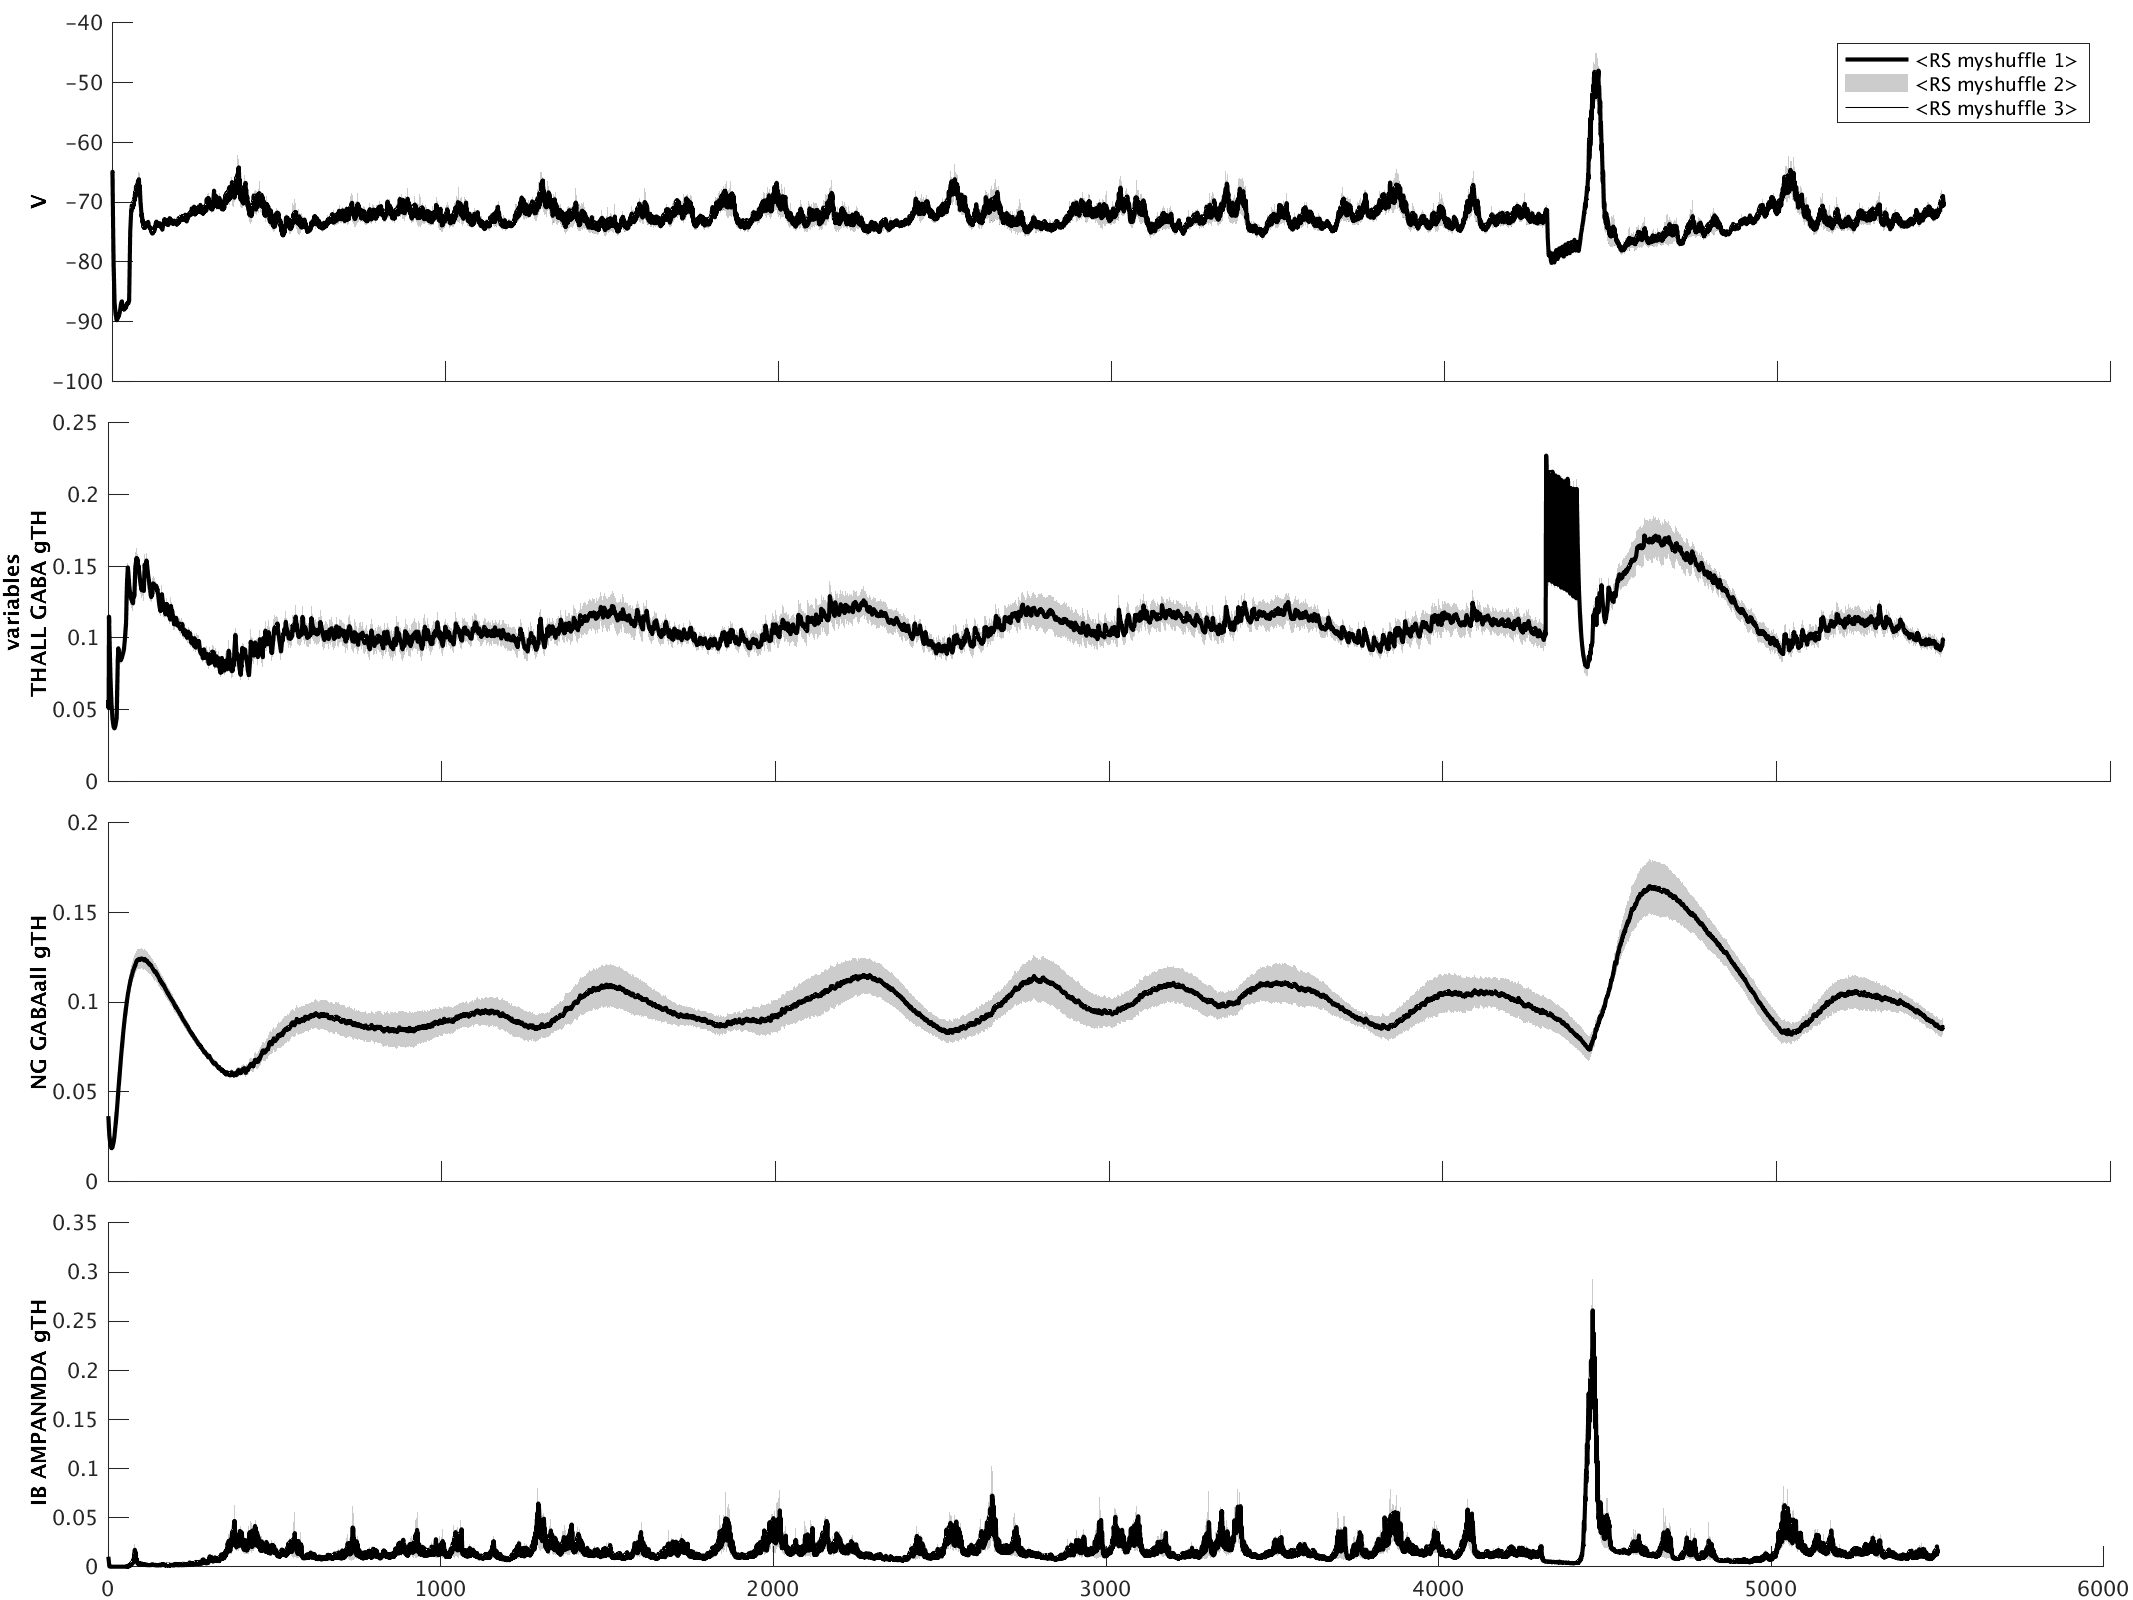 -40
-50
-60
-70
-80
-90
-100
V
<RS myshuffle 1>
<RS myshuffle 2>
<RS myshuffle 3>
0.25
0.2
0.15
0.1
0.05
0
variables
THALL GABA gTH
0.2
0.15
0.1
0.05
0
NG GABAall gTH
0.35
0.3
0.25
0.2
0.15
0.1
0.05
0
IB AMPANMDA gTH
0 1000 2000 3000 4000 5000 6000